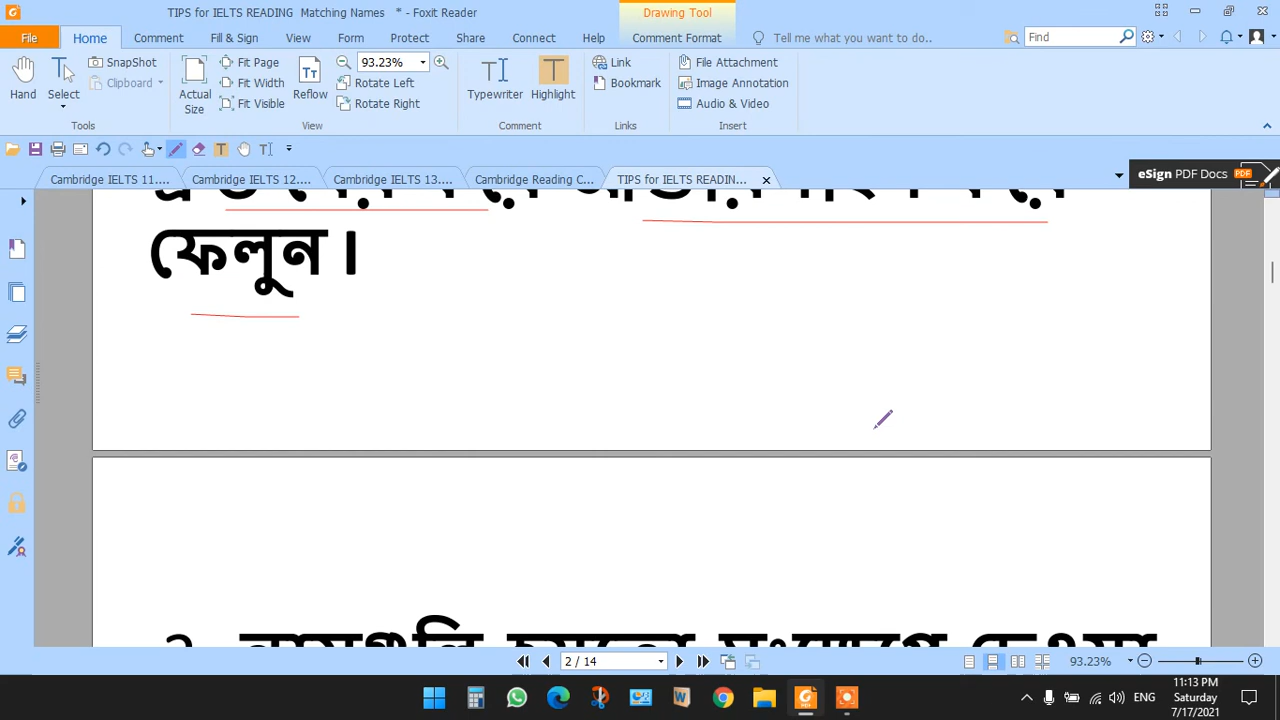 TIPS for IELTS READING Matching Names * - Foxit Reader
Drawing Tool
File Home Comment Fill & Sign View Form Protect Share Connect Help Comment Format Tell me what you want to do.. Find
Hand
Select
SnapShot
Clipboard
Tools
Actual Size
Fit Page
Fit Width
Fit Visible
Reflow
93.23%
Rotate Left
Rotate Right
View
Typewriter
Highlight
Comment
Link
Bookmark
Links
File Attachment
Image Annotation
Audio & Video
Insert
Cambridge IELTS 11.... Cambridge IELTS 12.... Cambridge IELTS 13.... Cambridge Reading C... TIPS for IELTS READIN... eSign PDF Docs
ফেলুন।
2 / 14
93.23%
ENG
11:13 PM
Saturday
7/17/2021